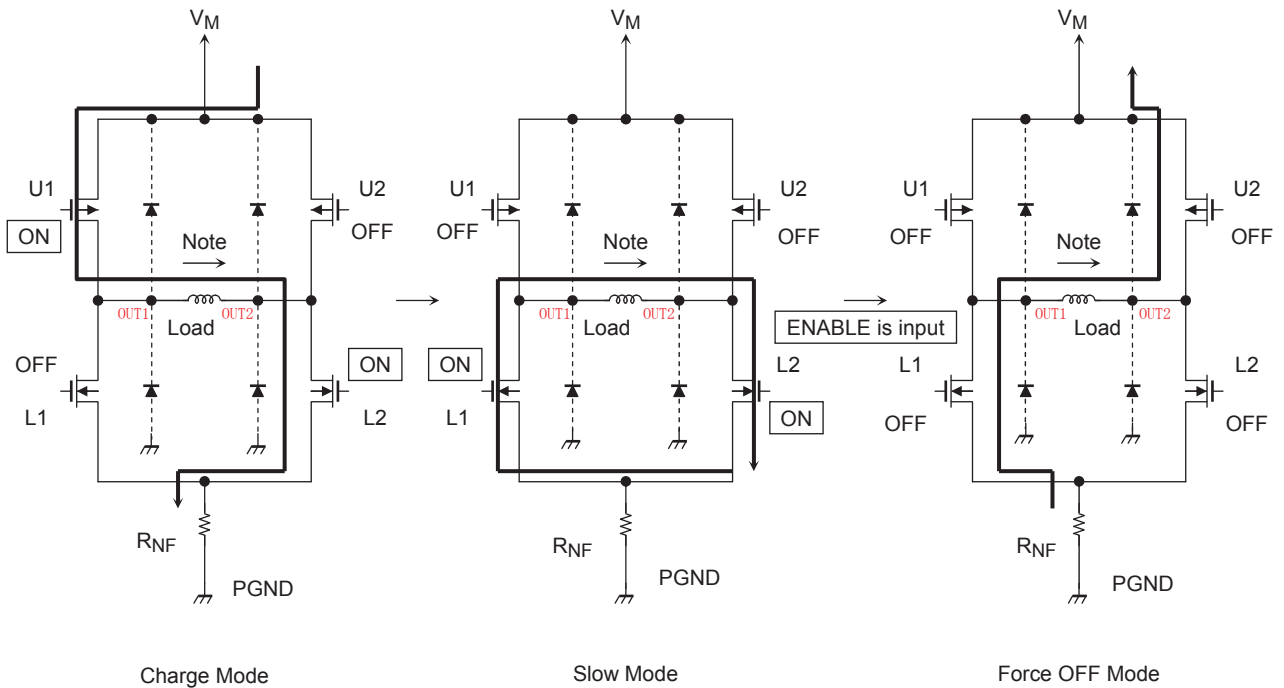 VM
U1
ON
U2
OFF
Note
OUT1
OUT2
Load
OFF
L1
ON
L2
RNF
PGND
Charge Mode
VM
U1
OFF
U2
OFF
Note
OUT1
OUT2
Load
ON
L1
L2
ON
RNF
PGND
Slow Mode
ENABLE is input
VM
U1
OFF
U2
OFF
Note
OUT1
OUT2
Load
L1
OFF
L2
OFF
RNF
PGND
Force OFF Mode